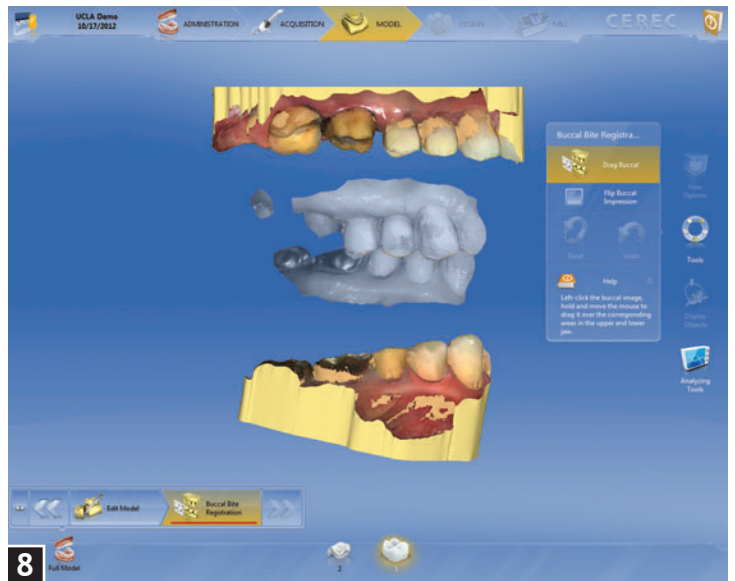 UCLA Demo
10/17/2012
ADMINISTRATION
ACQUISITION
MODEL
DESIGN
MILL
CEREC
Buccal Bite Registra...
Drag Buccal
Flip Buccal
Impression
Reset
Undo
Help
Left-click the buccal image,
hold and move the mouse to
drag it over the corresponding
areas in the upper and lower
jaw.
View
Options
Tools
Display
Objects
Analyzing
Tools
Edit Model
Buccal Bite
Registration
8
Full Model
2